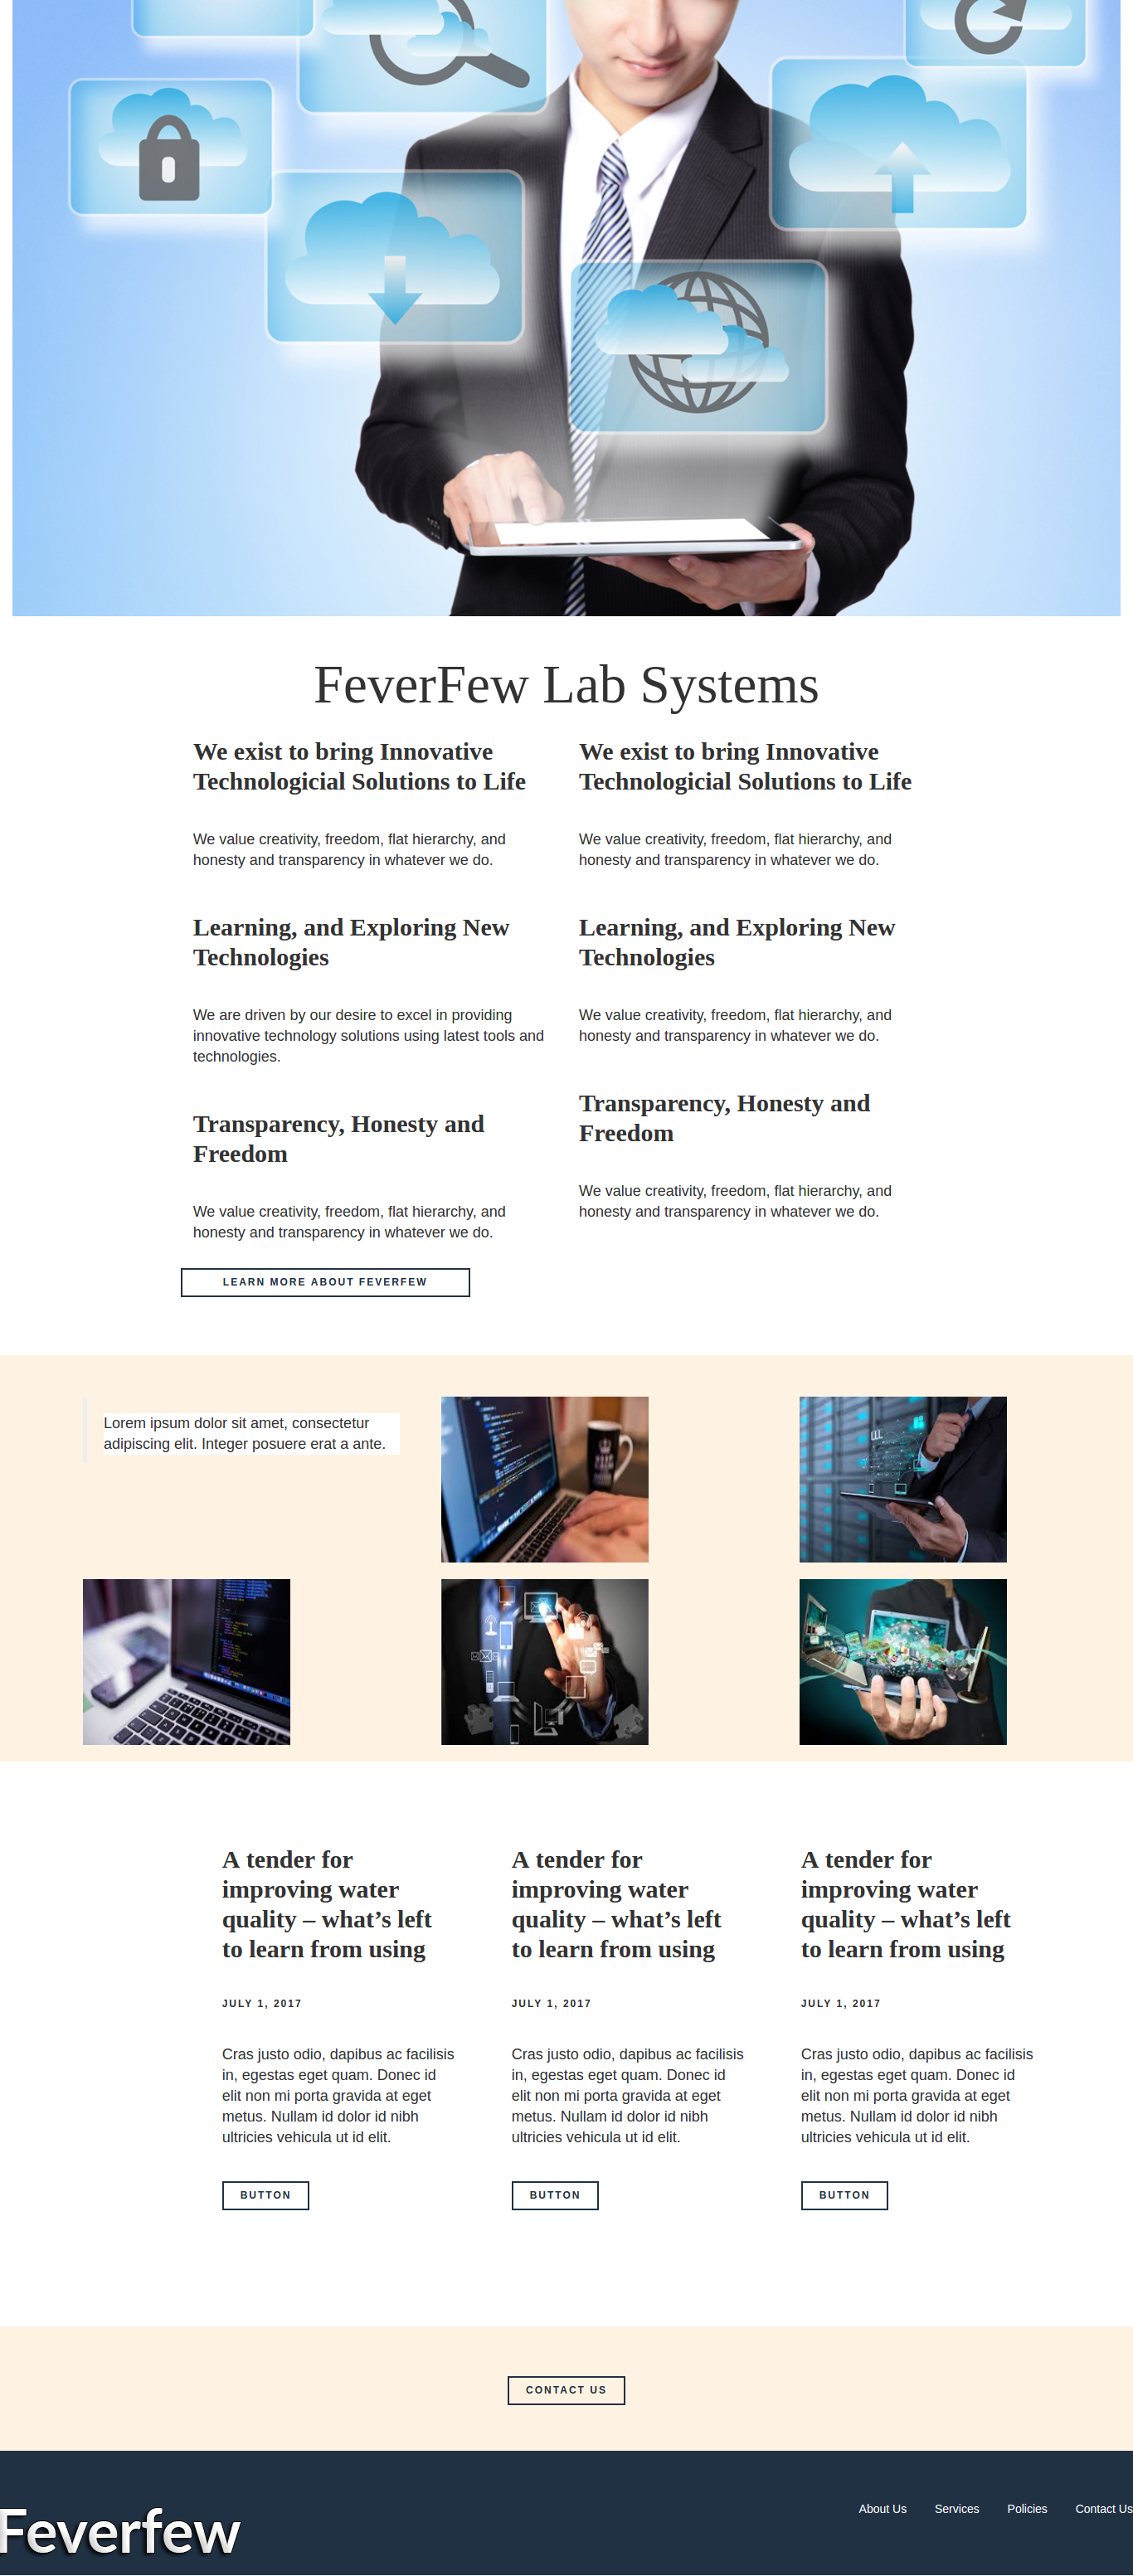 FeverFew Lab Systems
We exist to bring Innovative
Technologicial Solutions to Life
We value creativity, freedom, flat hierarchy, and
honesty and transparency in whatever we do.
Learning, and Exploring New
Technologies
We are driven by our desire to excel in providing
innovative technology solutions using latest tools and
technologies.
Transparency, Honesty and
Freedom
We value creativity, freedom, flat hierarchy, and
honesty and transparency in whatever we do.
We exist to bring Innovative
Technologicial Solutions to Life
We value creativity, freedom, flat hierarchy, and
honesty and transparency in whatever we do.
Learning, and Exploring New
Technologies
We value creativity, freedom, flat hierarchy, and
honesty and transparency in whatever we do.
Transparency, Honesty and
Freedom
We value creativity, freedom, flat hierarchy, and
honesty and transparency in whatever we do.
LEARN MORE ABOUT FEVERFEW
Lorem ipsum dolor sit amet, consectetur
adipiscing elit. Integer posuere erat a ante.
A tender for
improving water
quality – what’s left
to learn from using
JULY 1, 2017
Cras justo odio, dapibus ac facilisis
in, egestas eget quam. Donec id
elit non mi porta gravida at eget
metus. Nullam id dolor id nibh
ultricies vehicula ut id elit.
BUTTON
A tender for
improving water
quality – what’s left
to learn from using
JULY 1, 2017
Cras justo odio, dapibus ac facilisis
in, egestas eget quam. Donec id
elit non mi porta gravida at eget
metus. Nullam id dolor id nibh
ultricies vehicula ut id elit.
BUTTON
A tender for
improving water
quality – what’s left
to learn from using
JULY 1, 2017
Cras justo odio, dapibus ac facilisis
in, egestas eget quam. Donec id
elit non mi porta gravida at eget
metus. Nullam id dolor id nibh
ultricies vehicula ut id elit.
BUTTON
CONTACT US
Feverfew
About Us Services Policies Contact Us